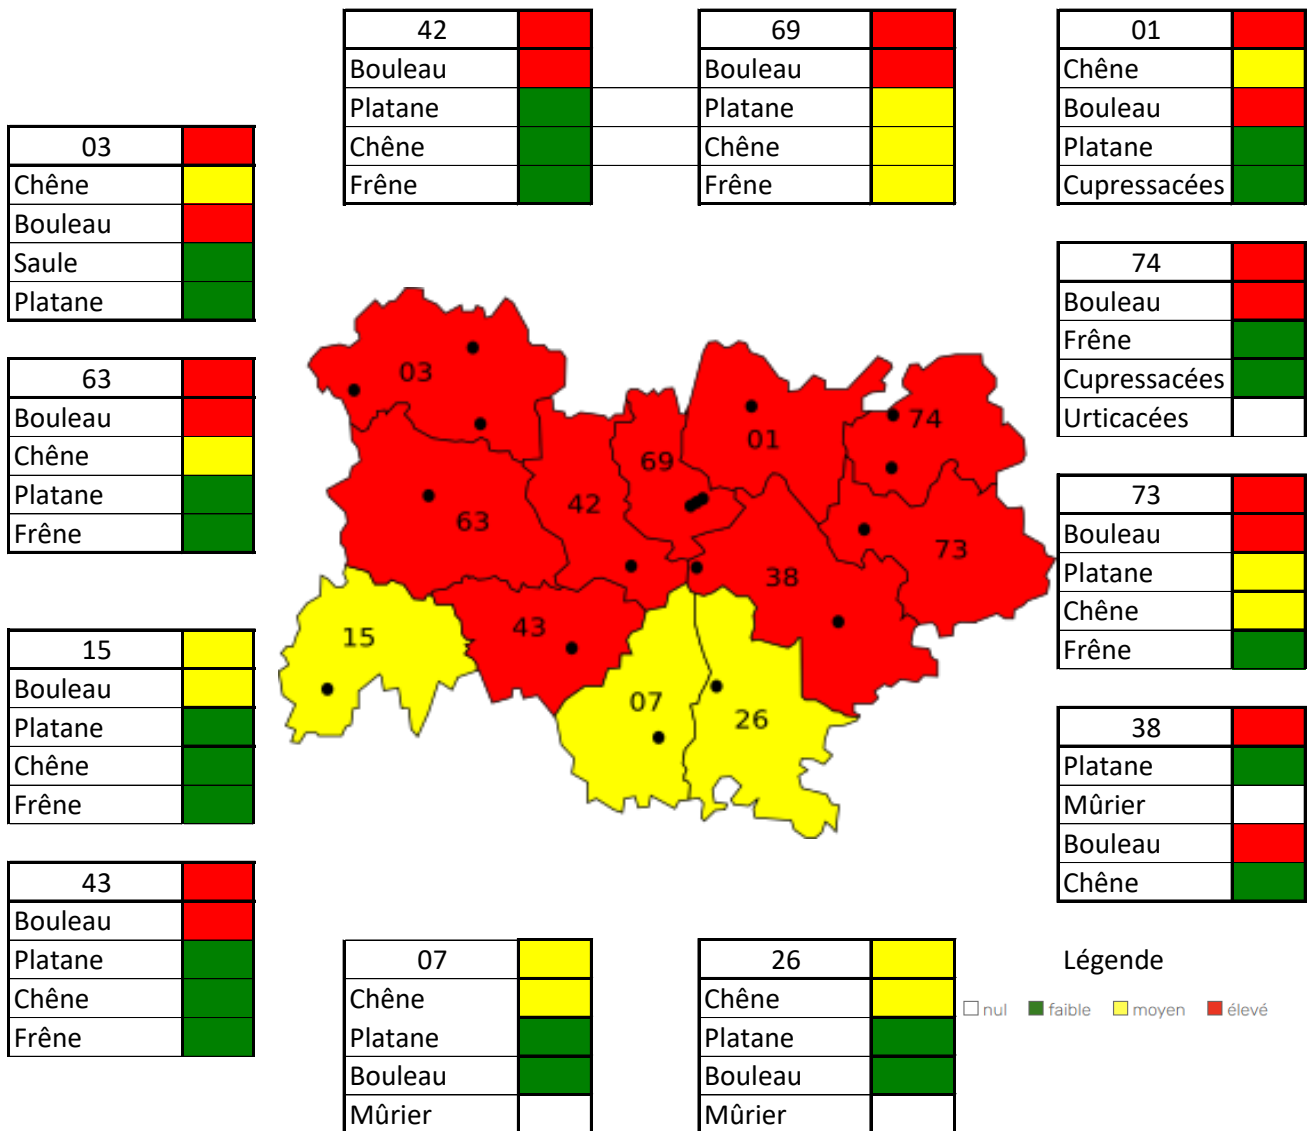 42
Bouleau
Platane
Chêne
Frêne
69
Bouleau
Platane
Chêne
Frêne
01
Chêne
Bouleau
Platane
Cupressacées
03
Chêne
Bouleau
Saule
Platane
74
Bouleau
Frêne
Cupressacées
Urticacées
63
Bouleau
Chêne
Platane
Frêne
03
01
74
69
42
63
73
38
43
15
07
26
73
Bouleau
Platane
Chêne
Frêne
15
Bouleau
Platane
Chêne
Frêne
38
Platane
Mûrier
Bouleau
Chêne
43
Bouleau
Platane
Chêne
Frêne
07
Chêne
Platane
Bouleau
Mûrier
26
Chêne
Platane
Bouleau
Mûrier
Légende
nul faible moyen élevé